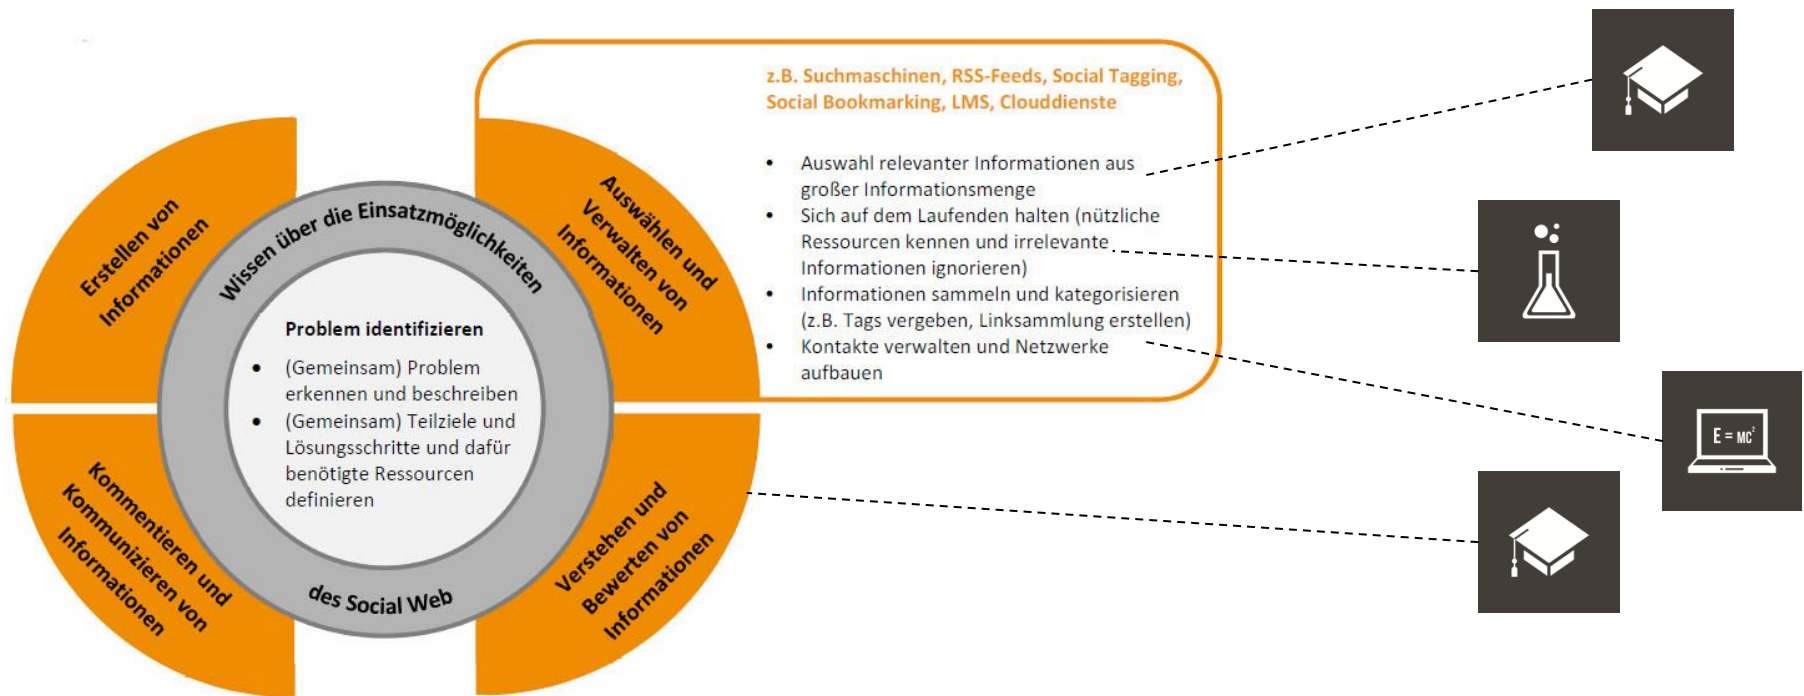 z.B. Suchmaschinen, RSS-Feeds, Social Tagging,
Social Bookmarking, LMS, Clouddienste
• Auswahl relevanter Informationen aus
großer Informationsmenge
• Sich auf dem Laufenden halten (nützliche
Ressourcen kennen und irrelevante
Informationen ignorieren)
• Informationen sammeln und kategorisieren
(z.B. Tags vergeben, Linksammlung erstellen)
• Kontakte verwalten und Netzwerke
aufbauen
Erstellen von
Informationen
Auswählen und
Verwalten von
Informationen
Wissen über die Einsatzmöglichkeiten
des Social Web
Problem identifizieren
• (Gemeinsam) Problem
erkennen und beschreiben
• (Gemeinsam) Teilziele und
Lösungsschritte und dafür
benötigte Ressourcen
definieren
Kommentieren und
Kommunizieren von
Informationen
Verstehen und
Bewerten von
Informationen
E = MC²